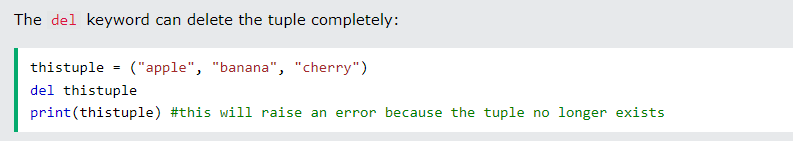 The del keyword can delete the tuple completely:
thistuple = ("apple", "banana", "cherry")
del thistuple
print(thistuple) #this will raise an error because the tuple no longer exists